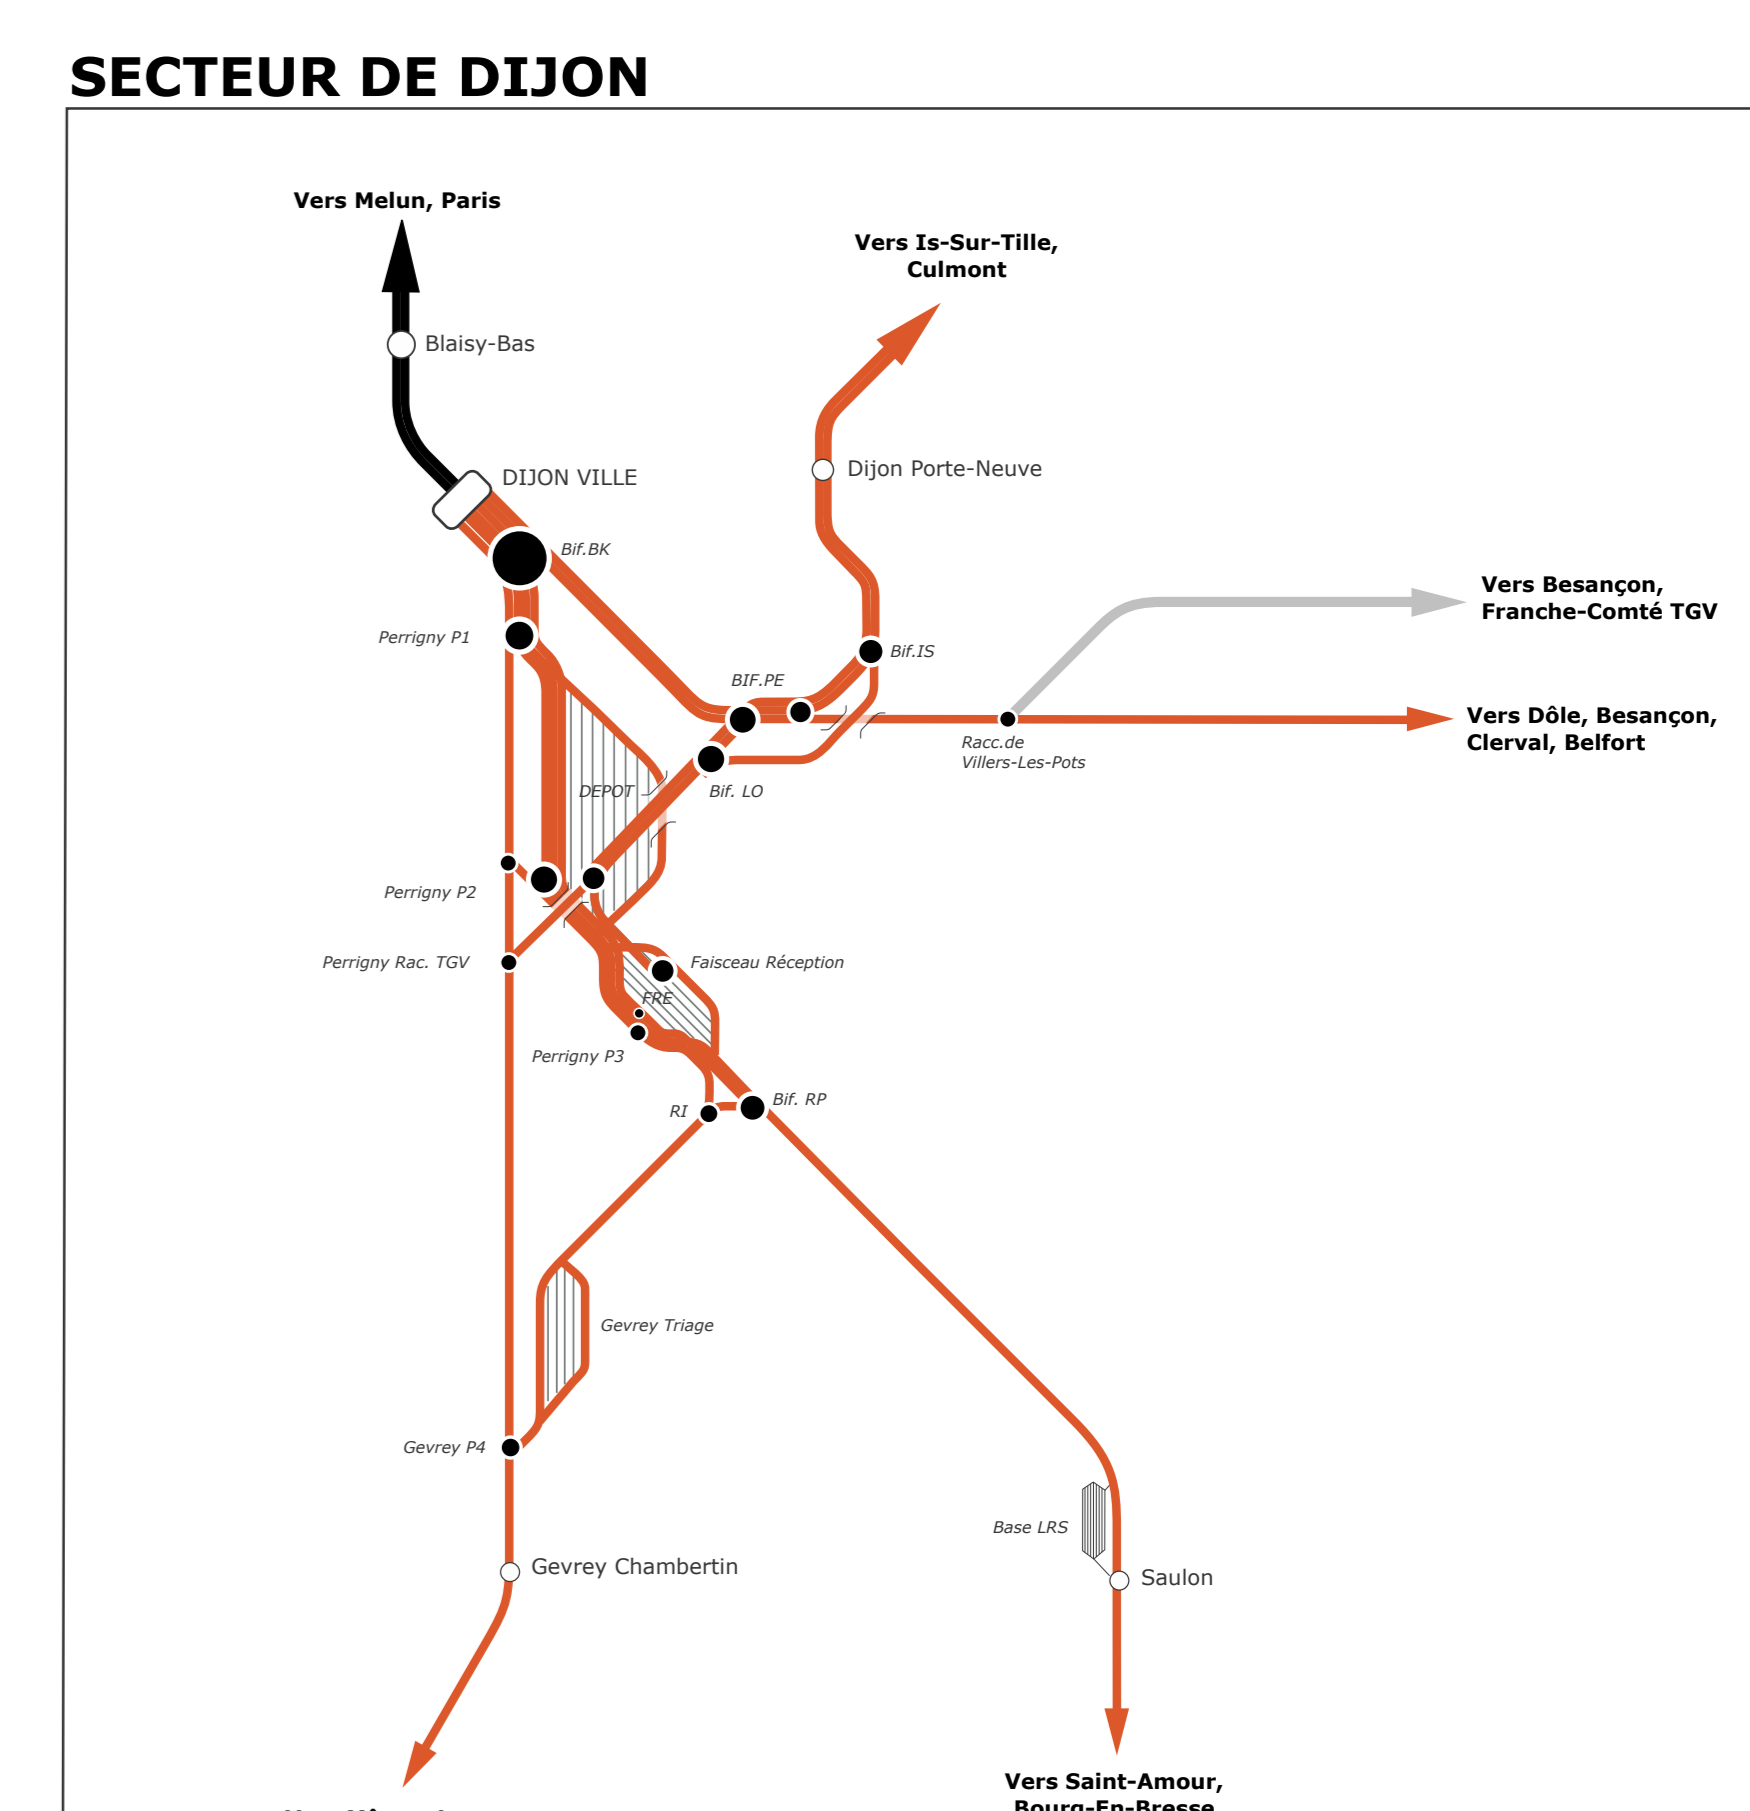 SECTEUR DE DIJON
Vers Melun, Paris
Vers Is-Sur-Tille,
Culmont
Blaisy-Bas
DIJON VILLE
Dijon Porte-Neuve
Bif.BK
Vers Besançon,
Franche-Comté TGV
Perrigny P1
Bif.IS
BIF.PE
Vers Dôle, Besançon,
Clerval, Belfort
Racc.de
Villers-Les-Pots
DEPOT
Bif. LO
Perrigny P2
Perrigny Rac. TGV
Faisceau Réception
FRE
Perrigny P3
Bif. RP
RI
Gevrey Triage
Gevrey P4
Base LRS
Gevrey Chambertin
Saulon
Vers Saint-Amour,
Bourg-En-Bresse